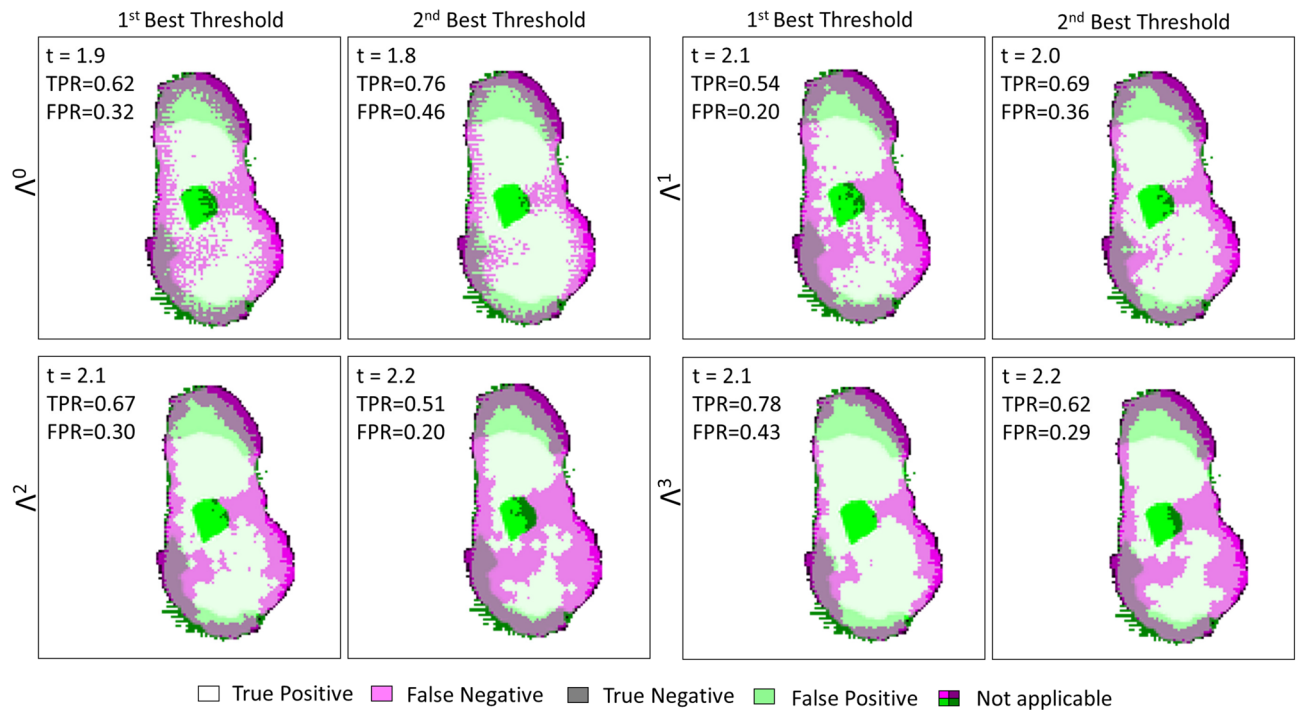 1st Best Threshold
2nd Best Threshold
1st Best Threshold
2nd Best Threshold
Λ0
t = 1.9
TPR=0.62
FPR=0.32
t = 1.8
TPR=0.76
FPR=0.46
Λ1
t = 2.1
TPR=0.54
FPR=0.20
t = 2.0
TPR=0.69
FPR=0.36
Λ2
t = 2.1
TPR=0.67
FPR=0.30
t = 2.2
TPR=0.51
FPR=0.20
Λ3
t = 2.1
TPR=0.78
FPR=0.43
t = 2.2
TPR=0.62
FPR=0.29
True Positive
False Negative
True Negative
False Positive
Not applicable